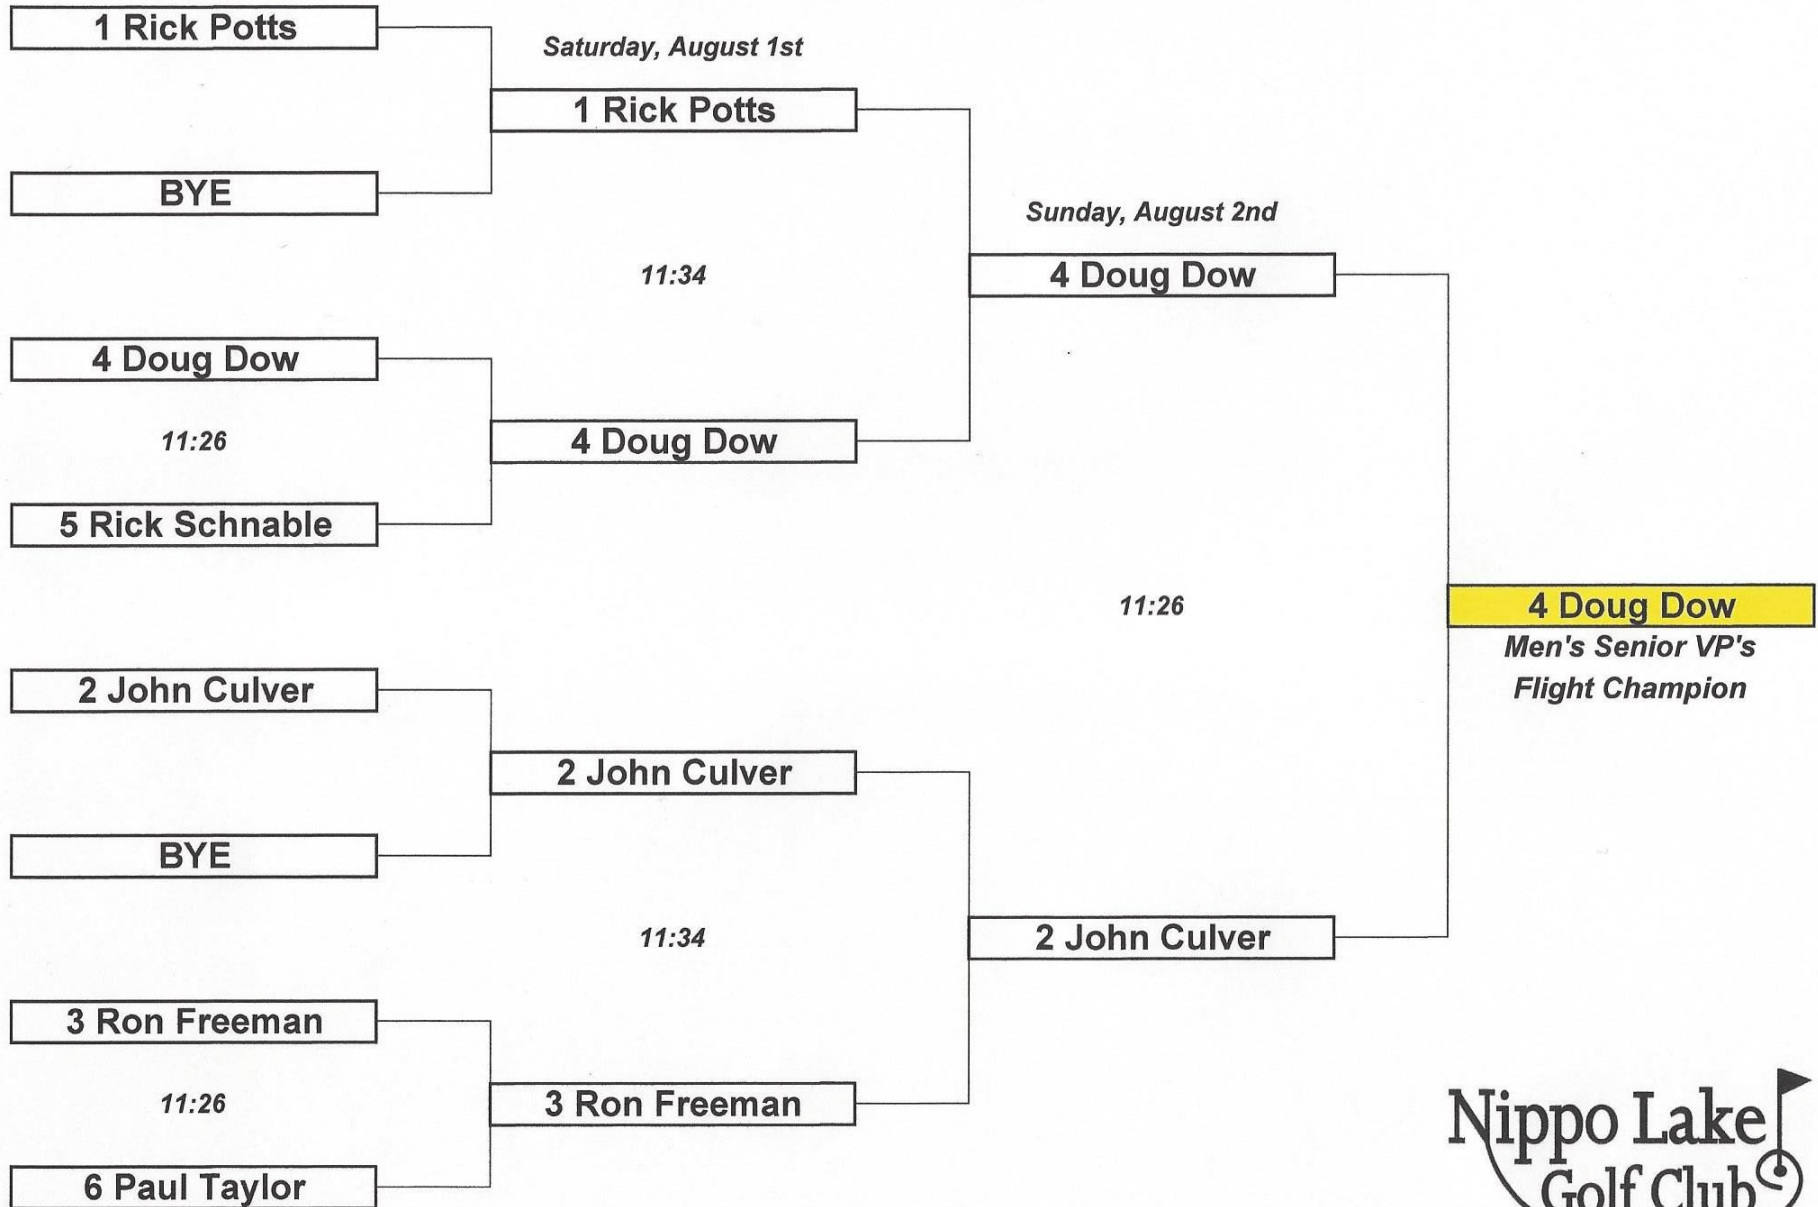 1 Rick Potts
Saturday, August 1st
1 Rick Potts
BYE
Sunday, August 2nd
11:34
4 Doug Dow
4 Doug Dow
11:26
4 Doug Dow
5 Rick Schnable
11:26
4 Doug Dow
Men's Senior VP's
Flight Champion
2 John Culver
2 John Culver
BYE
11:34
2 John Culver
3 Ron Freeman
11:26
3 Ron Freeman
6 Paul Taylor
Nippo Lake
Golf Club